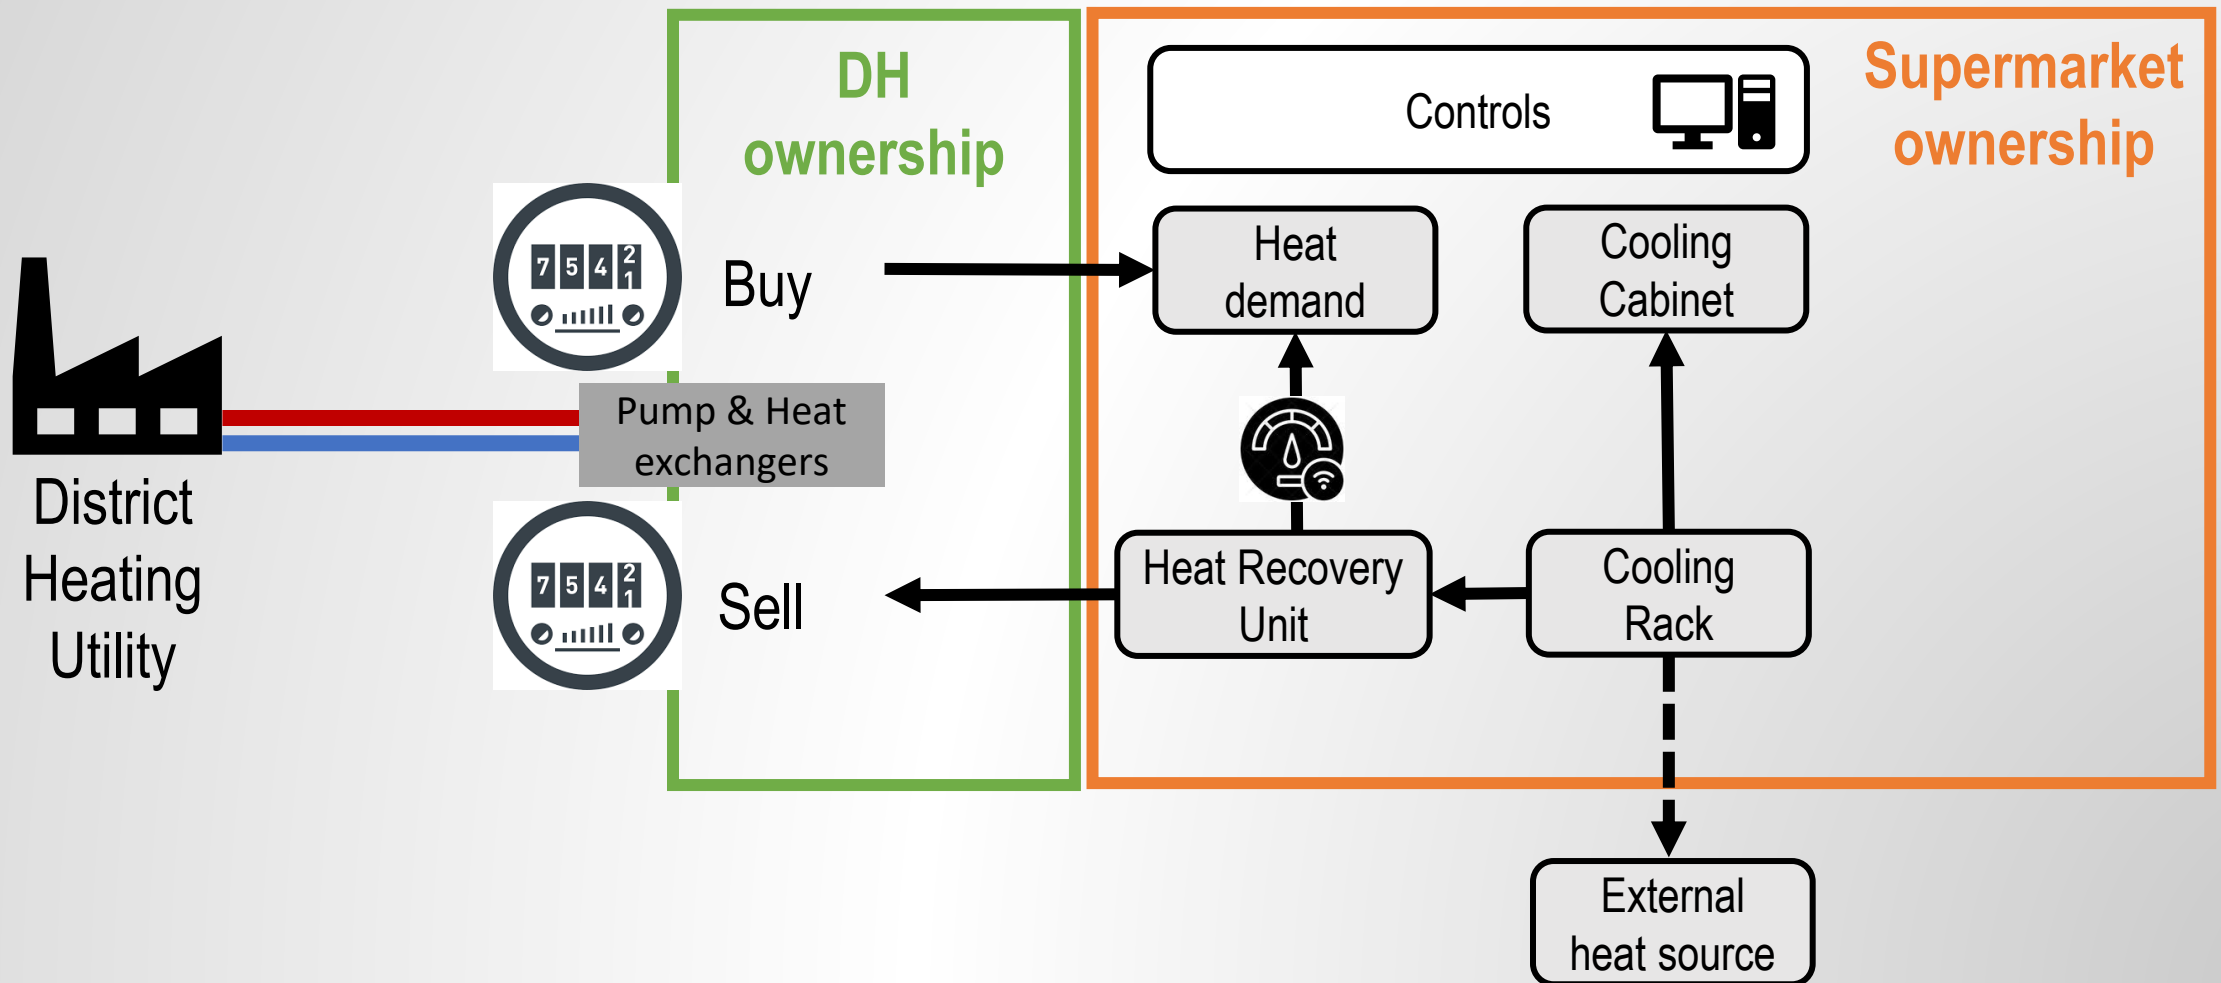 DH
ownership
Supermarket
ownership
Controls
7 5 4 2
1
Buy
Heat
demand
Cooling
Cabinet
Pump & Heat
exchangers
District
Heating
Utility
7 5 4 2
1
Sell
Heat Recovery
Unit
Cooling
Rack
External
heat source